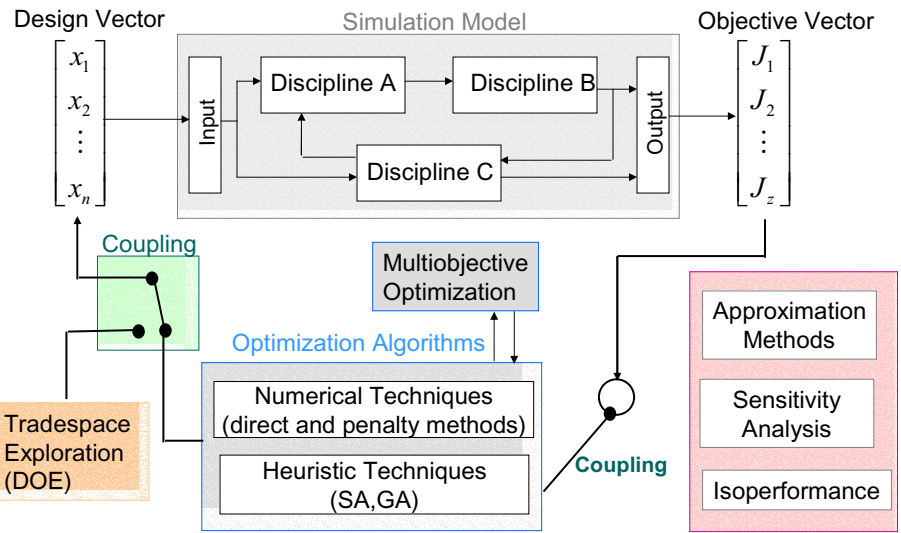 Design Vector
Simulation Model
Objective Vector
x1
x2
⋮
xn
Input
Discipline A
Discipline B
Discipline C
Output
J1
J2
⋮
Jz
Coupling
Multiobjective
Optimization
Optimization Algorithms
Numerical Techniques
(direct and penalty methods)
Heuristic Techniques
(SA,GA)
Tradespace
Exploration
(DOE)
Coupling
Approximation
Methods
Sensitivity
Analysis
Isoperformance